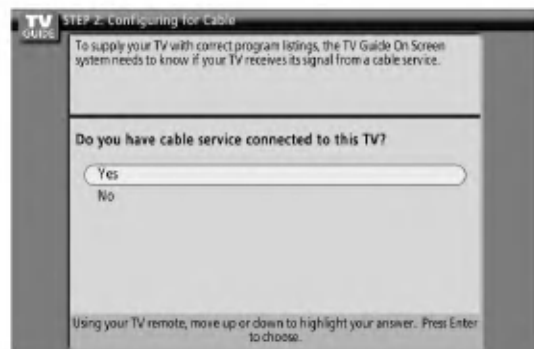 TV
GUIDE
STEP 2: Configuring for Cable
To supply your TV with correct program listings, the TV Guide On Screen
system needs to know if your TV receives its signal from a cable service.
Do you have cable service connected to this TV?
Yes
No
Using your TV remote, move up or down to highlight your answer. Press Enter
to choose.